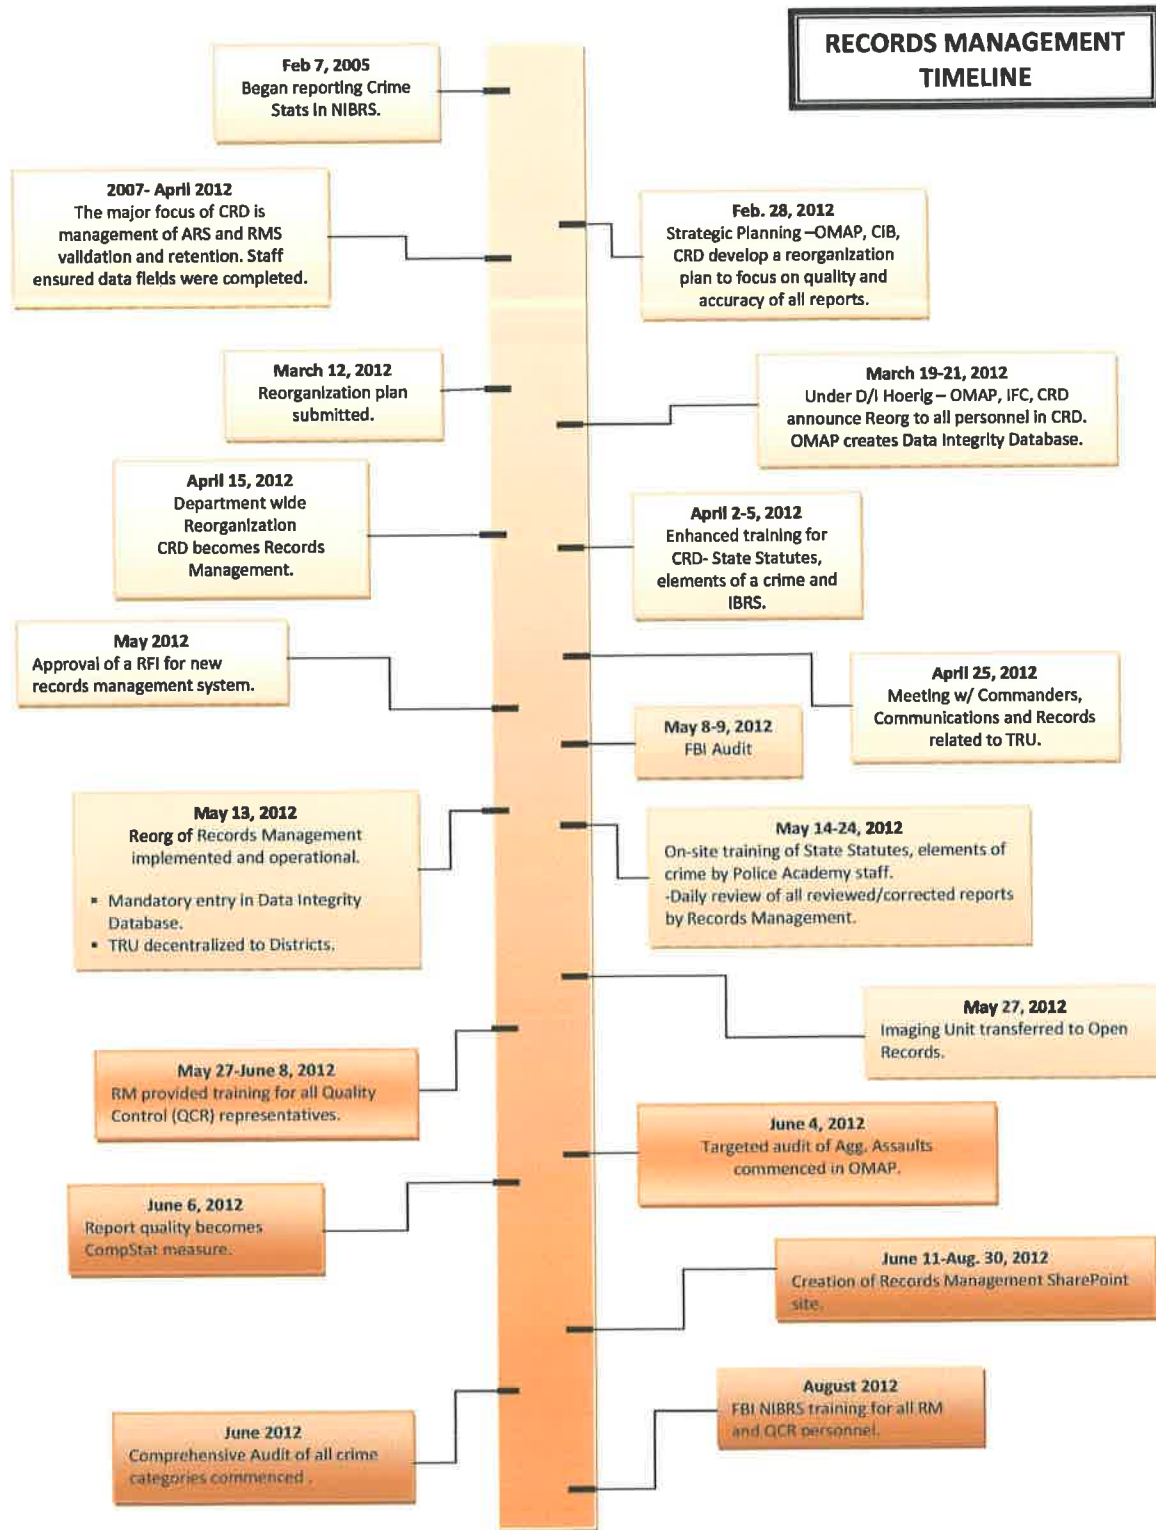 RECORDS MANAGEMENT
TIMELINE
Feb 7, 2005
Began reporting Crime
Stats in NIBRS.
2007- April 2012
The major focus of CRD is
management of ARS and RMS
validation and retention. Staff
ensured data fields were completed.
Feb. 28, 2012
Strategic Planning –OMAP, CIB,
CRD develop a reorganization
plan to focus on quality and
accuracy of all reports.
March 12, 2012
Reorganization plan
submitted.
March 19-21, 2012
Under D/I Hoerig – OMAP, IFC, CRD
announce Reorg to all personnel in CRD.
OMAP creates Data Integrity Database.
April 15, 2012
Department wide
Reorganization
CRD becomes Records
Management.
April 2-5, 2012
Enhanced training for
CRD- State Statutes,
elements of a crime and
IBRS.
May 2012
Approval of a RFI for new
records management system.
April 25, 2012
Meeting w/ Commanders,
Communications and Records
related to TRU.
May 8-9, 2012
FBI Audit
May 13, 2012
Reorg of Records Management
implemented and operational.
▪ Mandatory entry in Data Integrity
Database.
▪ TRU decentralized to Districts.
May 14-24, 2012
On-site training of State Statutes, elements of
crime by Police Academy staff.
-Daily review of all reviewed/corrected reports
by Records Management.
May 27, 2012
Imaging Unit transferred to Open
Records.
May 27-June 8, 2012
RM provided training for all Quality
Control (QCR) representatives.
June 4, 2012
Targeted audit of Agg. Assaults
commenced in OMAP.
June 6, 2012
Report quality becomes
CompStat measure.
June 11-Aug. 30, 2012
Creation of Records Management SharePoint
site.
August 2012
FBI NIBRS training for all RM
and QCR personnel.
June 2012
Comprehensive Audit of all crime
categories commenced .